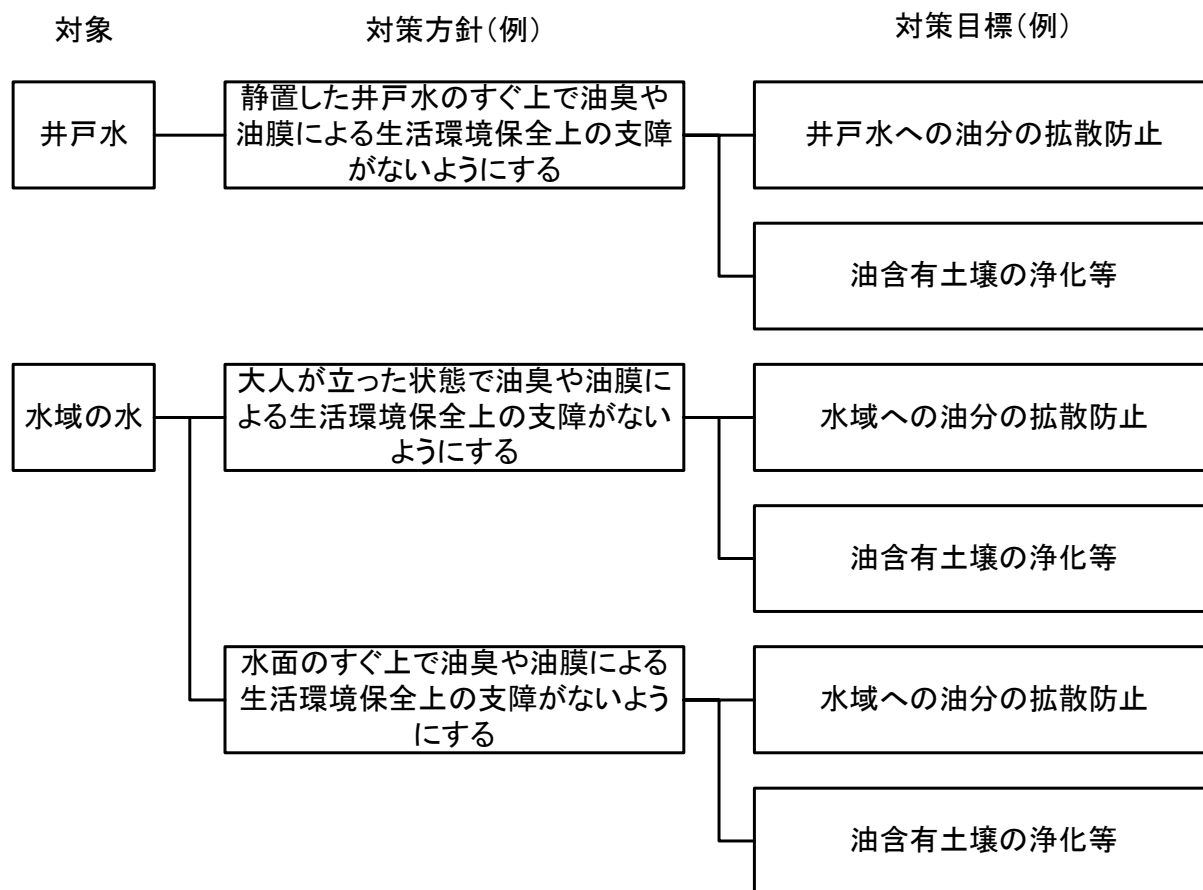 対象
対策方針(例)
対策目標(例)
井戸水
静置した井戸水のすぐ上で油臭や
油膜による生活環境保全上の支障
がないようにする
井戸水への油分の拡散防止
油含有土壌の浄化等
水域の水
大人が立った状態で油臭や油膜に
よる生活環境保全上の支障がない
ようにする
水域への油分の拡散防止
油含有土壌の浄化等
水面のすぐ上で油臭や油膜による
生活環境保全上の支障がないよう
にする
水域への油分の拡散防止
油含有土壌の浄化等